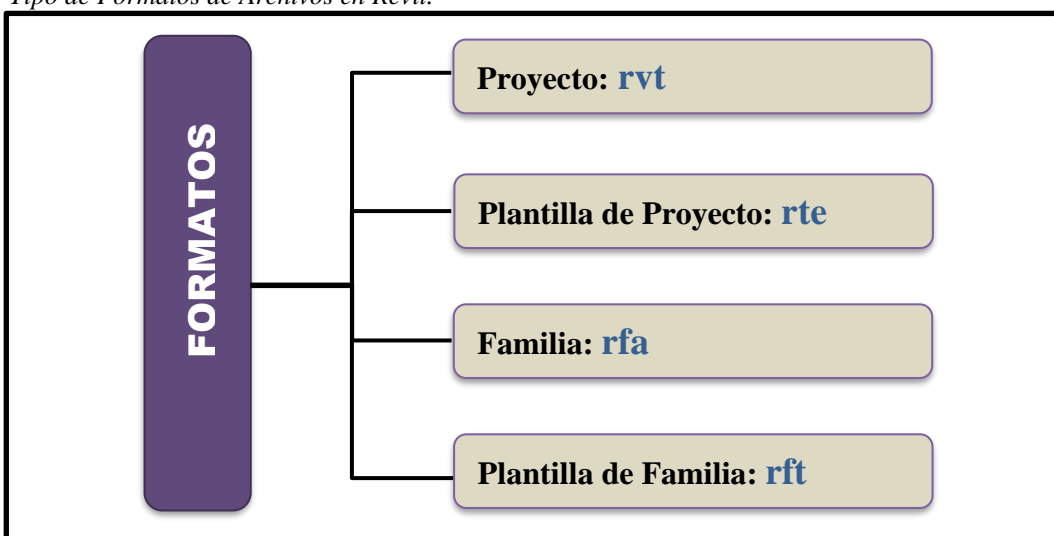 Tipo de Formatos de Archivos en Revit.
FORMATOS
Proyecto: rvt
Plantilla de Proyecto: rte
Familia: rfa
Plantilla de Familia: rft